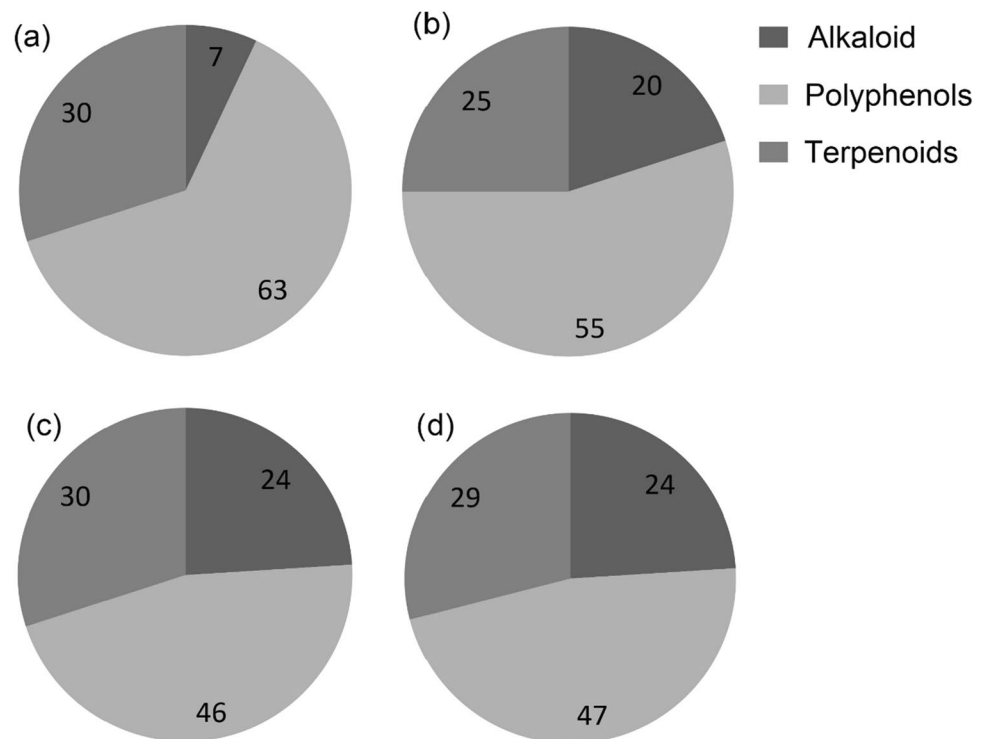 (a)
7
30
63
(b)
20
25
55
Alkaloid
Polyphenols
Terpenoids
(c)
24
30
46
(d)
24
29
47